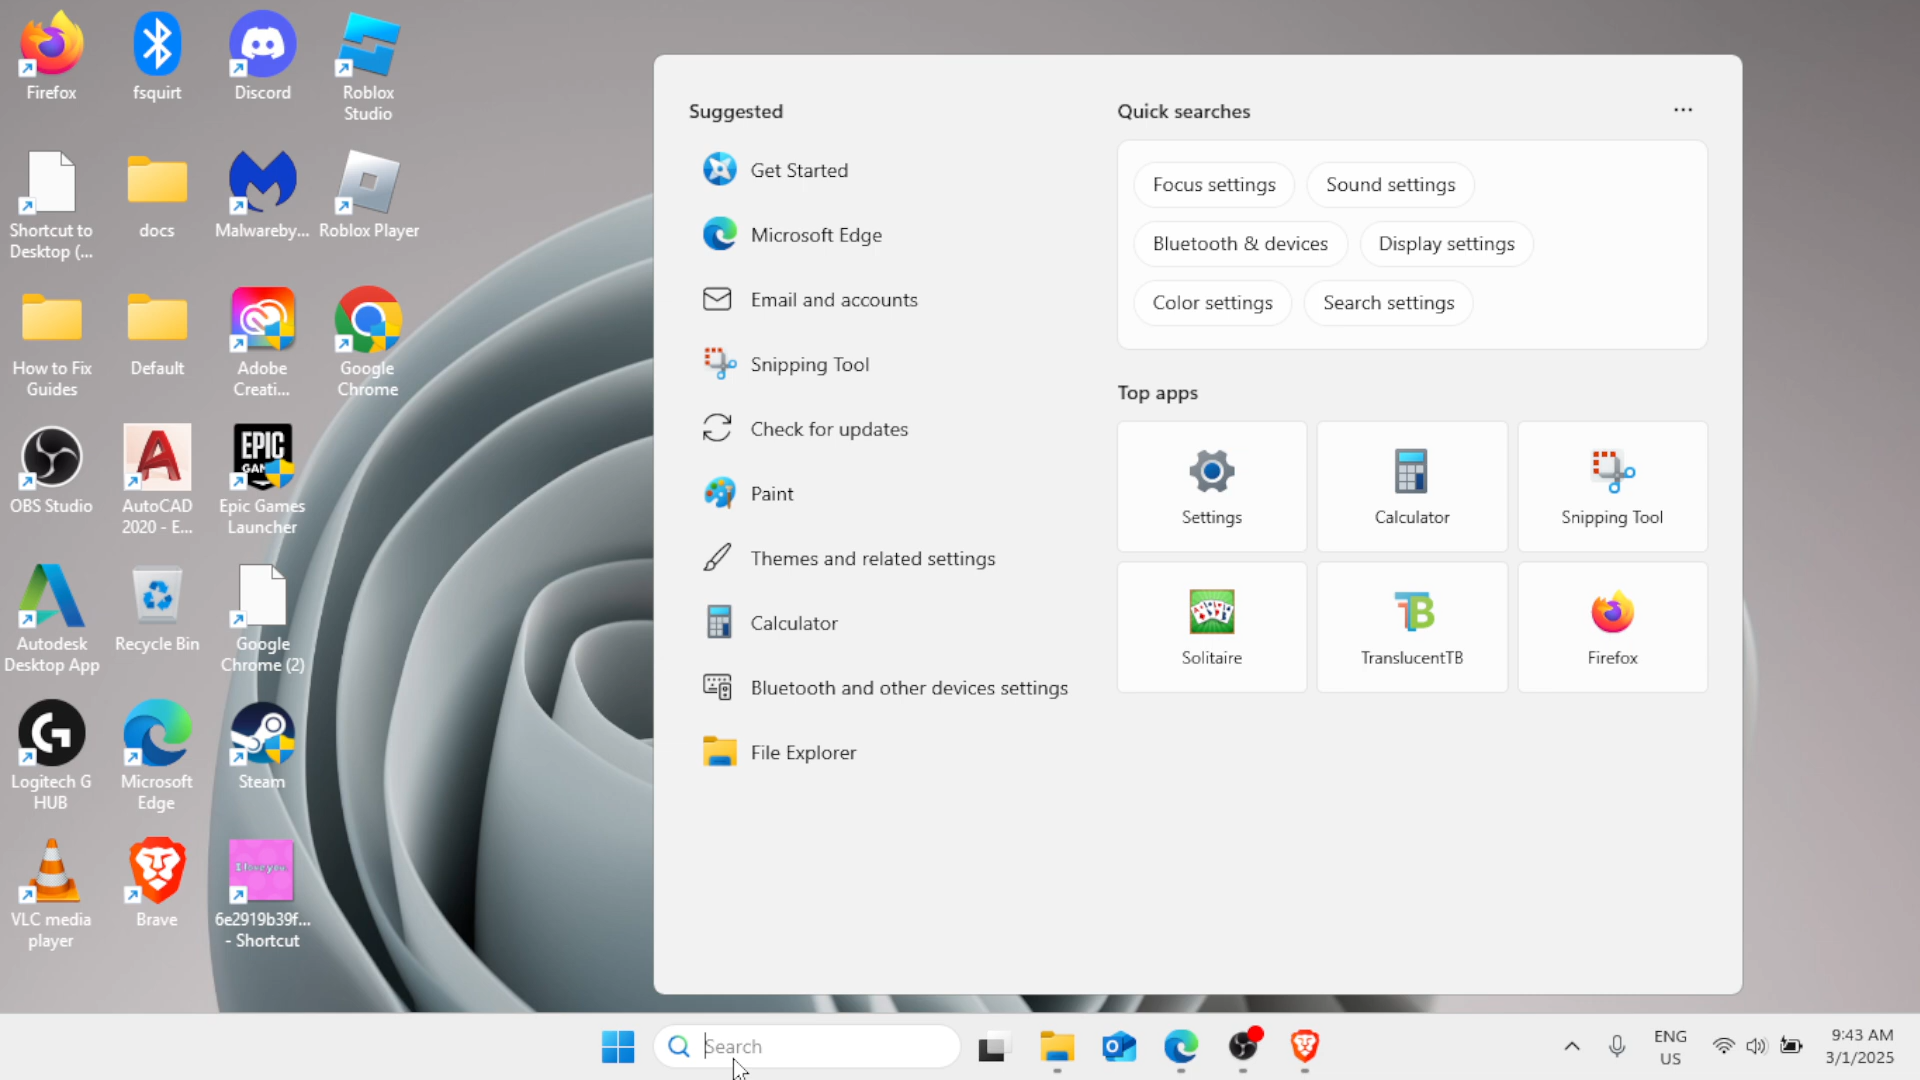 Firefox
fsquirt
Discord
Roblox
Studio
Shortcut to
Desktop (...
docs
Malwareby...
Roblox Player
How to Fix
Guides
Default
Adobe
Creati...
Google
Chrome
OBS Studio
AutoCAD
2020 - E...
EPIC
GAM
Epic Games
Launcher
Autodesk
Desktop App
Recycle Bin
Google
Chrome (2)
Logitech G
HUB
Microsoft
Edge
Steam
VLC media
player
Brave
I love you.
6e2919b39f...
- Shortcut
Suggested
Get Started
Microsoft Edge
Email and accounts
Snipping Tool
Check for updates
Paint
Themes and related settings
Calculator
Bluetooth and other devices settings
File Explorer
Quick searches
Focus settings
Sound settings
Bluetooth & devices
Display settings
Color settings
Search settings
Top apps
Settings
Calculator
Snipping Tool
Solitaire
TranslucentTB
Firefox
Search
ENG
US
9:43 AM
3/1/2025